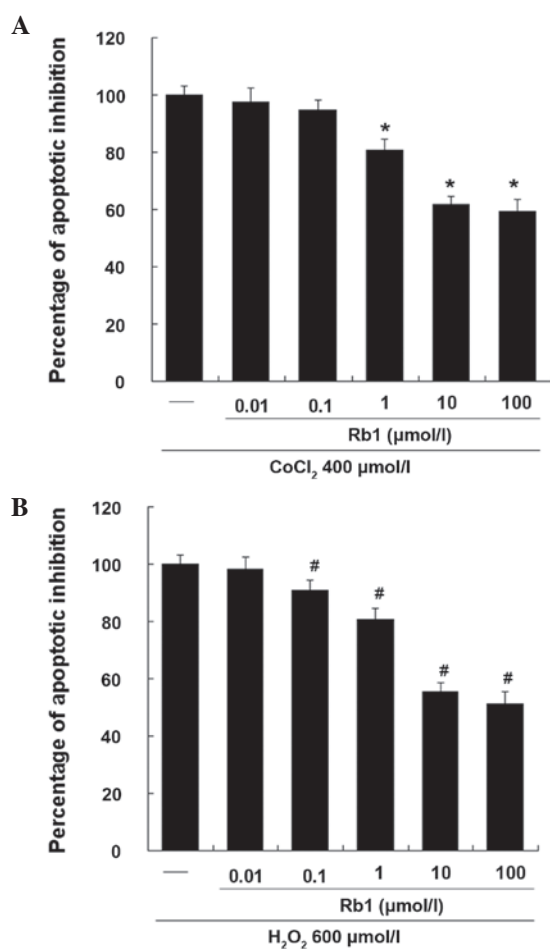 A
Percentage of apoptotic inhibition
120
100
80
60
40
20
0
*
*
*
— 0.01 0.1 1 10 100
Rb1 (µmol/l)
CoCl₂ 400 µmol/l
B
Percentage of apoptotic inhibition
120
100
80
60
40
20
0
#
#
#
#
— 0.01 0.1 1 10 100
Rb1 (µmol/l)
H₂O₂ 600 µmol/l